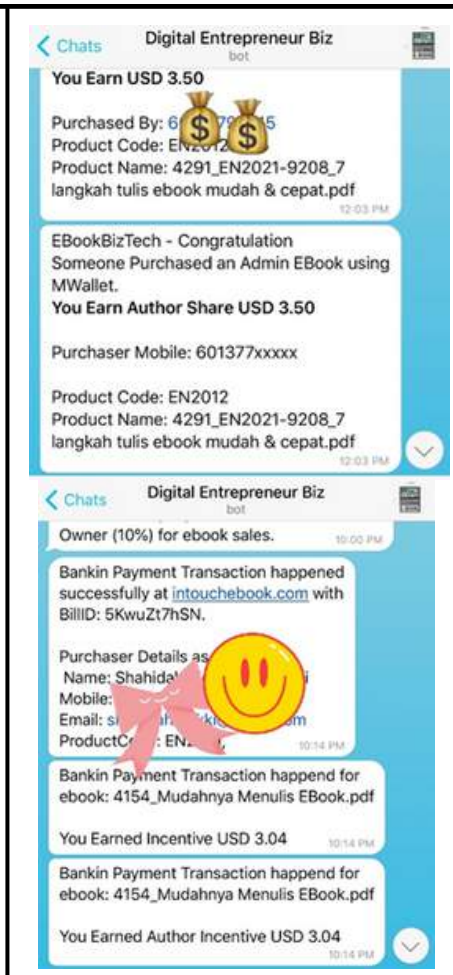 Chats
Digital Entrepreneur Biz
bot
You Earn USD 3.50
Purchased By: 6
Product Code:
Product Name: 4291_EN2021-9208_7
langkah tulis ebook mudah & cepat.pdf
12:03 PM
EBookBizTech - Congratulation
Someone Purchased an Admin EBook using
MWallet.
You Earn Author Share USD 3.50
Purchaser Mobile: 601377xxxxx
Product Code: EN2012
Product Name: 4291_EN2021-9208_7
langkah tulis ebook mudah & cepat.pdf
12:03 PM
Chats
Digital Entrepreneur Biz
bot
Owner (10%) for ebook sales.
10:00 PM
Bankin Payment Transaction happened
successfully at intouchebook.com with
BillID: 5KwuZt7hSN.
Purchaser Details as
Name:
Mobile:
Email:
10:14 PM
Bankin Payment Transaction happend for
ebook: 4154_Mudahnya Menulis EBook.pdf
You Earned Incentive USD 3.04
10:14 PM
Bankin Payment Transaction happend for
ebook: 4154_Mudahnya Menulis EBook.pdf
You Earned Author Incentive USD 3.04
10:14 PM